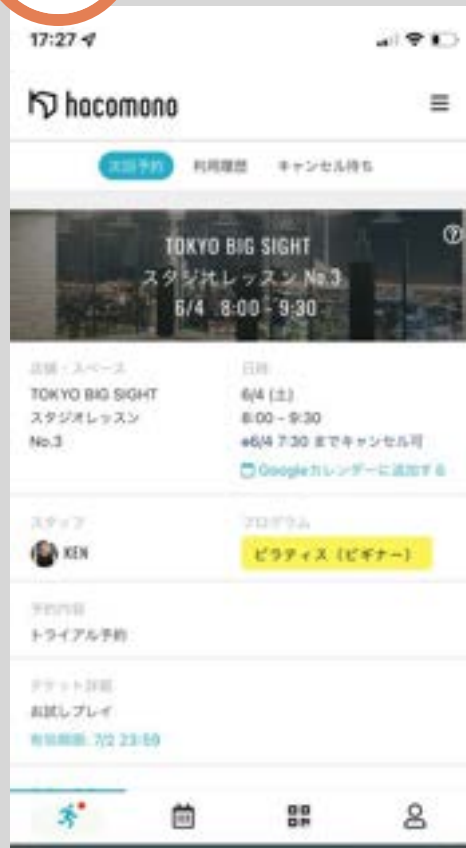 17:27
hacomono
次回予約 利用履歴 キャンセル待ち
TOKYO BIG SIGHT
スタジオレッスン No.3
6/4 8:00 - 9:30
店舗・スペース
TOKYO BIG SIGHT
スタジオレッスン
No.3
日時
6/4 (土)
8:00 - 9:30
※6/4 7:30 までキャンセル可
Googleカレンダーに追加する
スタッフ
KEN
プログラム
ピラティス (ビギナー)
予約内容
トライアル予約
チケット詳細
お試しプレイ
有効期限: 7/2 23:59